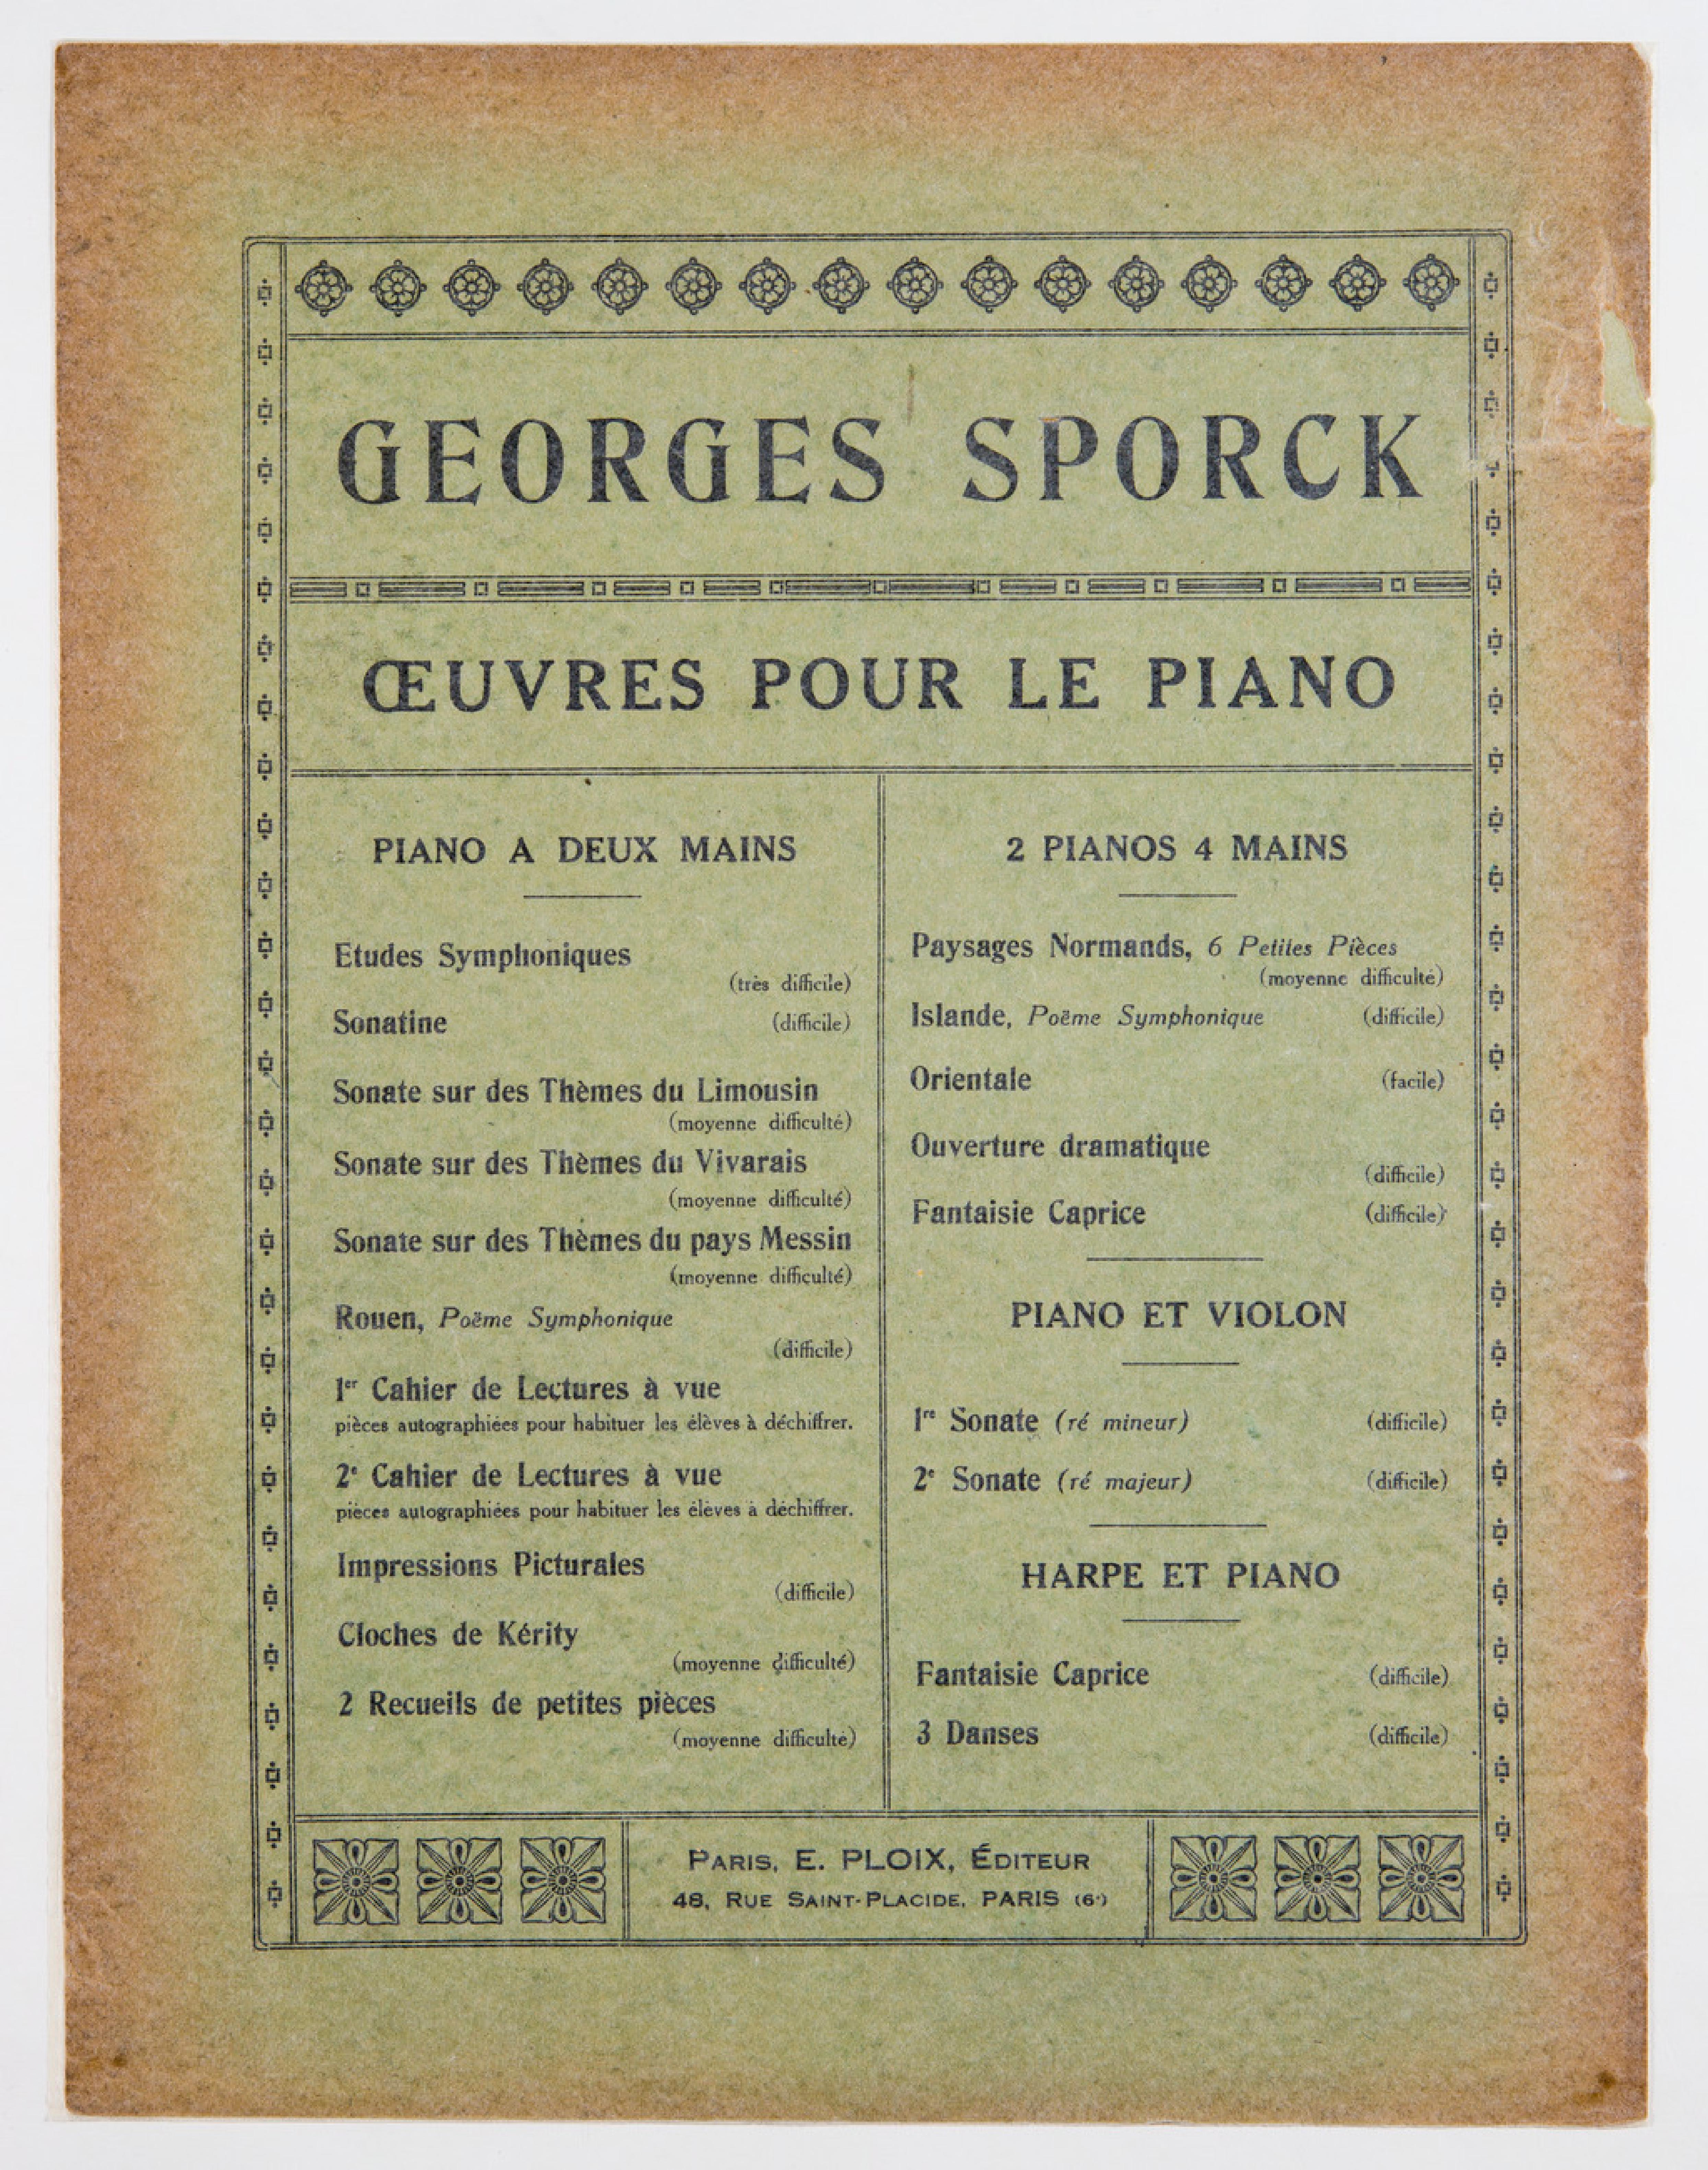 GEORGES SPORCK
ŒUVRES POUR LE PIANO
PIANO A DEUX MAINS
Etudes Symphoniques
(très difficile)
Sonatine (difficile)
Sonate sur des Thèmes du Limousin
(moyenne difficulté)
Sonate sur des Thèmes du Vivarais
(moyenne difficulté)
Sonate sur des Thèmes du pays Messin
(moyenne difficulté)
Rouen, Poëme Symphonique
(difficile)
1er Cahier de Lectures à vue
pièces autographiées pour habituer les élèves à déchiffrer.
2e Cahier de Lectures à vue
pièces autographiées pour habituer les élèves à déchiffrer.
Impressions Picturales
(difficile)
Cloches de Kérity
(moyenne difficulté)
2 Recueils de petites pièces
(moyenne difficulté)
2 PIANOS 4 MAINS
Paysages Normands, 6 Petites Pièces
(moyenne difficulté)
Islande, Poëme Symphonique (difficile)
Orientale (facile)
Ouverture dramatique
(difficile)
Fantaisie Caprice (difficile)
PIANO ET VIOLON
1re Sonate (ré mineur) (difficile)
2e Sonate (ré majeur) (difficile)
HARPE ET PIANO
Fantaisie Caprice (difficile)
3 Danses (difficile)
PARIS, E. PLOIX, ÉDITEUR
48, RUE SAINT-PLACIDE, PARIS (6e)